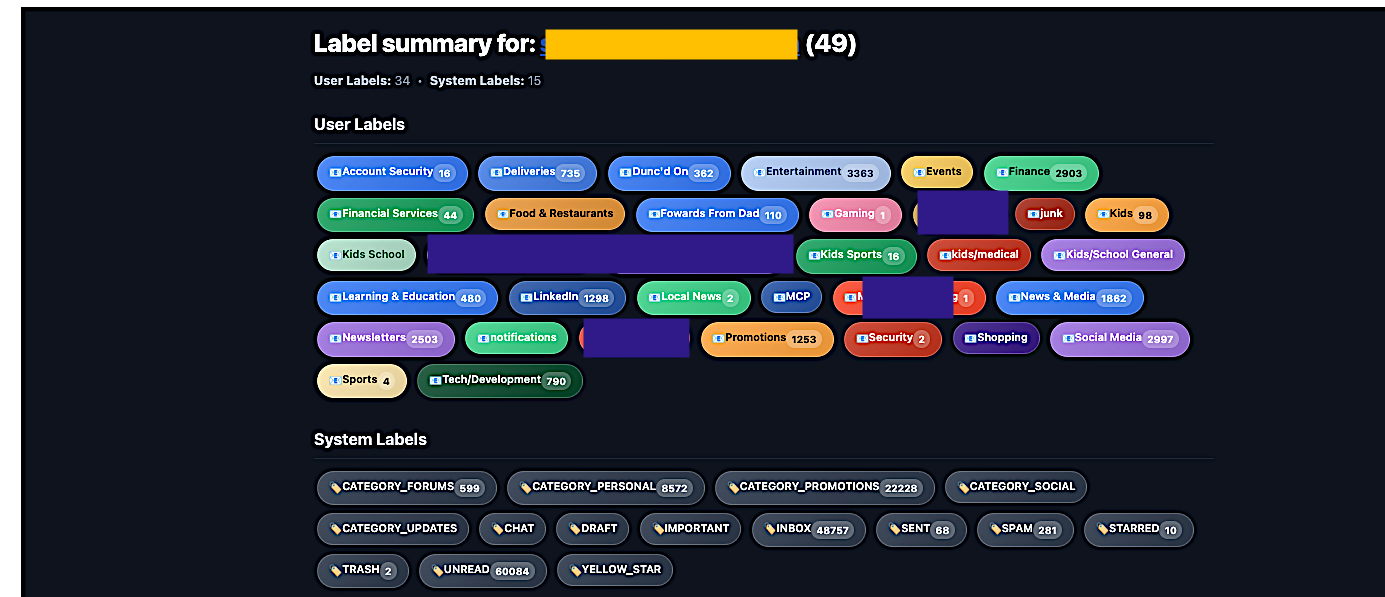 Label summary for: (49)
User Labels: 34 • System Labels: 15
User Labels
Account Security 16 Deliveries 735 Dunc'd On 362 Entertainment 3363 Events Finance 2903
Financial Services 44 Food & Restaurants Fowards From Dad 110 Gaming 1 junk Kids 98
Kids School Kids Sports 16 kids/medical Kids/School General
Learning & Education 480 LinkedIn 1298 Local News 2 MCP 1 News & Media 1862
Newsletters 2503 notifications Promotions 1253 Security 2 Shopping Social Media 2997
Sports 4 Tech/Development 790
System Labels
CATEGORY_FORUMS 599 CATEGORY_PERSONAL 8572 CATEGORY_PROMOTIONS 22228 CATEGORY_SOCIAL
CATEGORY_UPDATES CHAT DRAFT IMPORTANT INBOX 48757 SENT 68 SPAM 281 STARRED 10
TRASH 2 UNREAD 60084 YELLOW_STAR